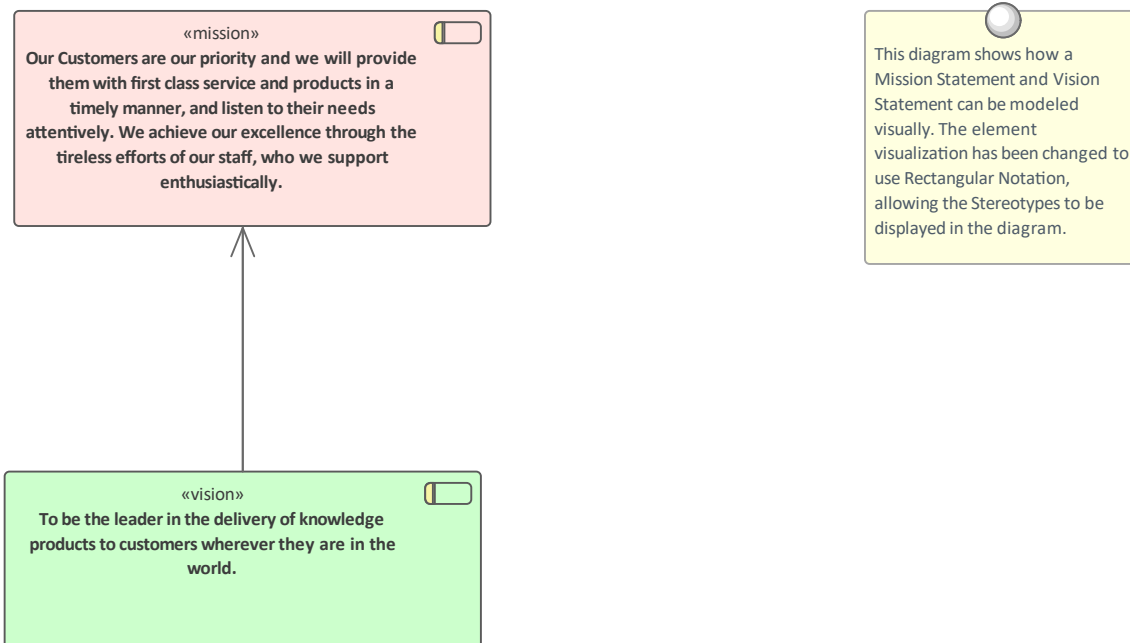 «mission»
Our Customers are our priority and we will provide
them with first class service and products in a
timely manner, and listen to their needs
attentively. We achieve our excellence through the
tireless efforts of our staff, who we support
enthusiastically.
This diagram shows how a
Mission Statement and Vision
Statement can be modeled
visually. The element
visualization has been changed to
use Rectangular Notation,
allowing the Stereotypes to be
displayed in the diagram.
«vision»
To be the leader in the delivery of knowledge
products to customers wherever they are in the
world.